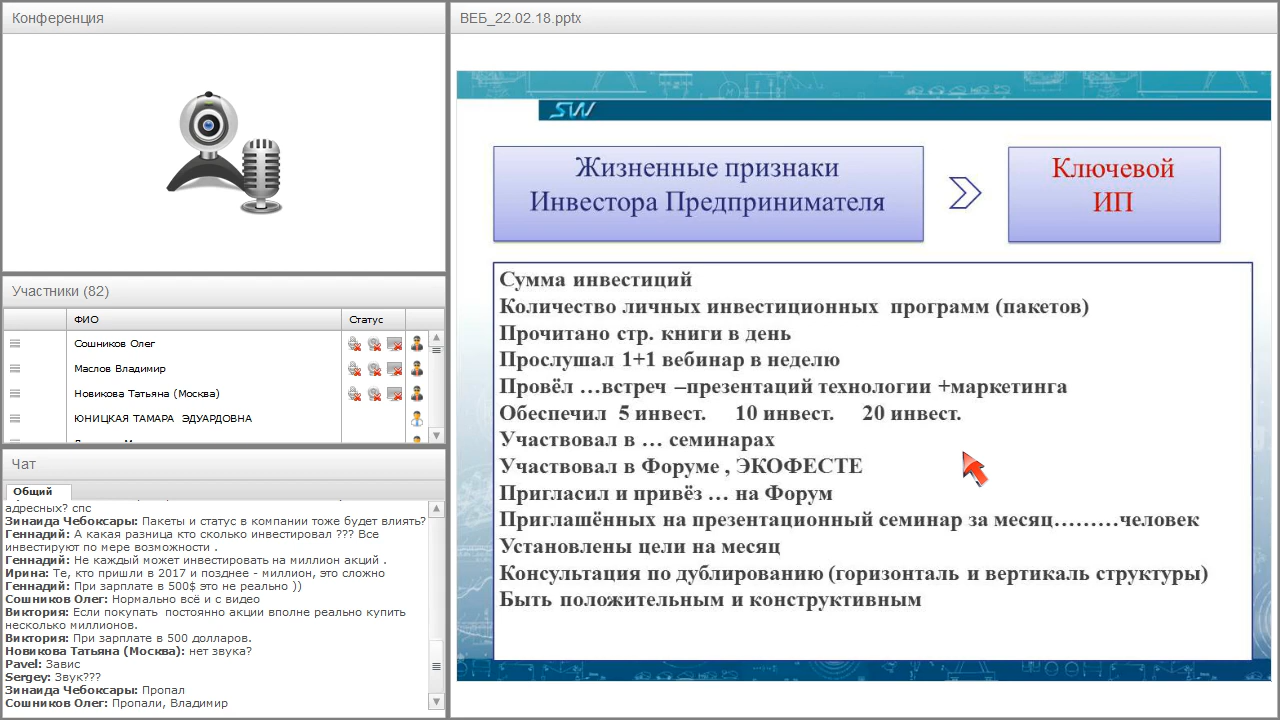 Конференция
Участники (82)
ФИО Статус
Сошников Олег
Маслов Владимир
Новикова Татьяна (Москва)
ЮНИЦКАЯ ТАМАРА ЭДУАРДОВНА
Чат
Общий
адресных? спс
Зинаида Чебоксары: Пакеты и статус в компании тоже будет влиять?
Геннадий: А какая разница кто сколько инвестировал ??? Все
инвестируют по мере возможности .
Геннадий: Не каждый может инвестировать на миллион акций .
Ирина: Те, кто пришли в 2017 и позднее - миллион, это сложно
Геннадий: При зарплате в 500$ это не реально ))
Сошников Олег: Нормально всё и с видео
Виктория: Если покупать постоянно акции вполне реально купить
несколько миллионов.
Виктория: При зарплате в 500 долларов.
Новикова Татьяна (Москва): нет звука?
Pavel: Завис
Sergey: Звук???
Зинаида Чебоксары: Пропал
Сошников Олег: Пропали, Владимир
ВЕБ_22.02.18.pptx
SW
Жизненные признаки
Инвестора Предпринимателя
Ключевой
ИП
Сумма инвестиций
Количество личных инвестиционных программ (пакетов)
Прочитано стр. книги в день
Прослушал 1+1 вебинар в неделю
Провёл …встреч –презентаций технологии +маркетинга
Обеспечил 5 инвест. 10 инвест. 20 инвест.
Участвовал в … семинарах
Участвовал в Форуме , ЭКОФЕСТЕ
Пригласил и привёз … на Форум
Приглашённых на презентационный семинар за месяц………человек
Установлены цели на месяц
Консультация по дублированию (горизонталь и вертикаль структуры)
Быть положительным и конструктивным